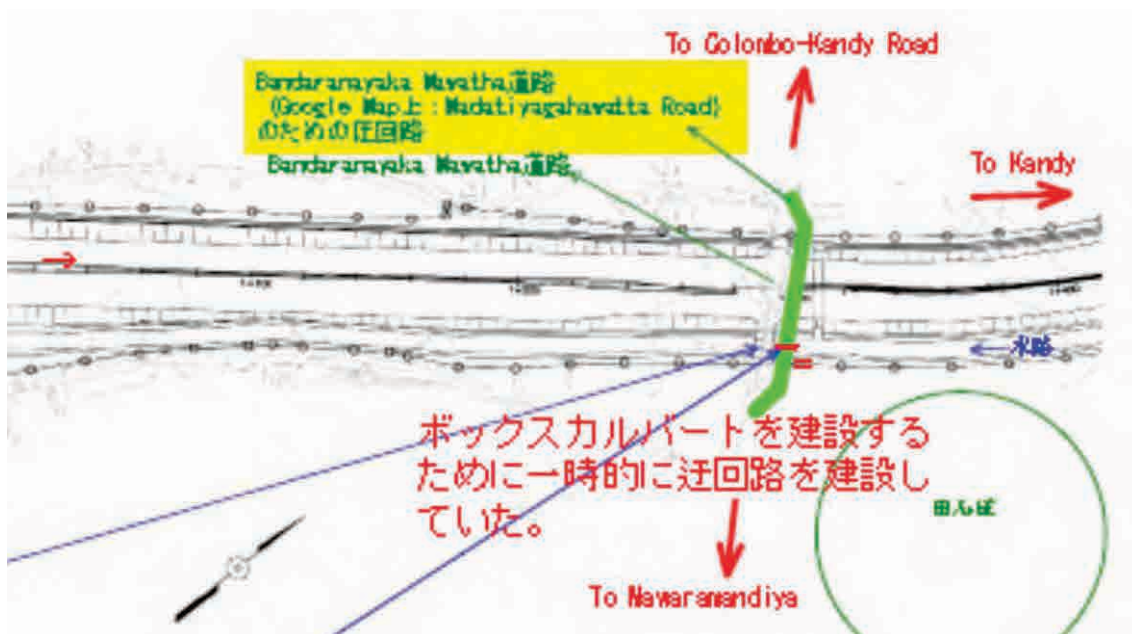 To Colombo-Kandy Road
Bandaranayaka Mawatha道路
(Google Map上：Madatiyagahawatta Road)
のための迂回路
Bandaranayaka Mawatha道路
To Kandy
水路
ボックスカルバートを建設する
ために一時的に迂回路を建設し
ていた。
田んぼ
To Nawaramandiya